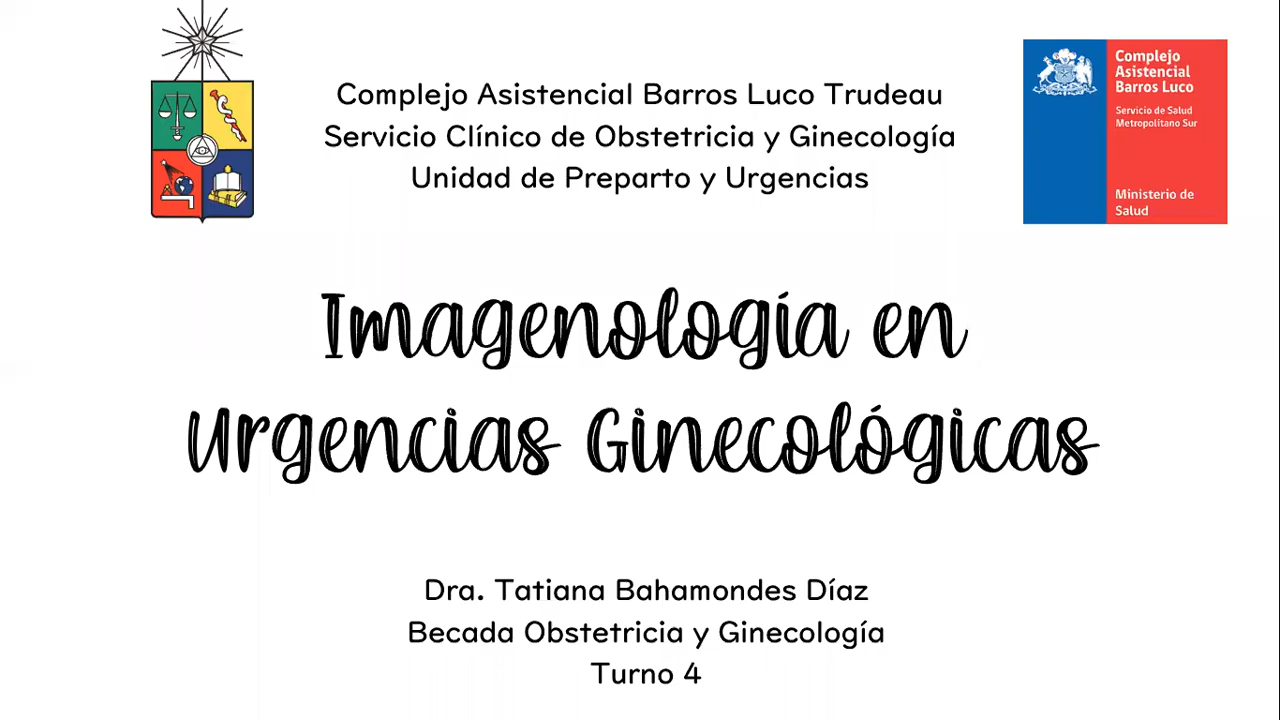 Complejo Asistencial Barros Luco Trudeau
Servicio Clínico de Obstetricia y Ginecología
Unidad de Preparto y Urgencias
Complejo
Asistencial
Barros Luco
Servicio de Salud
Metropolitano Sur
Ministerio de
Salud
Imagenología en
Urgencias Ginecológicas
Dra. Tatiana Bahamondes Díaz
Becada Obstetricia y Ginecología
Turno 4